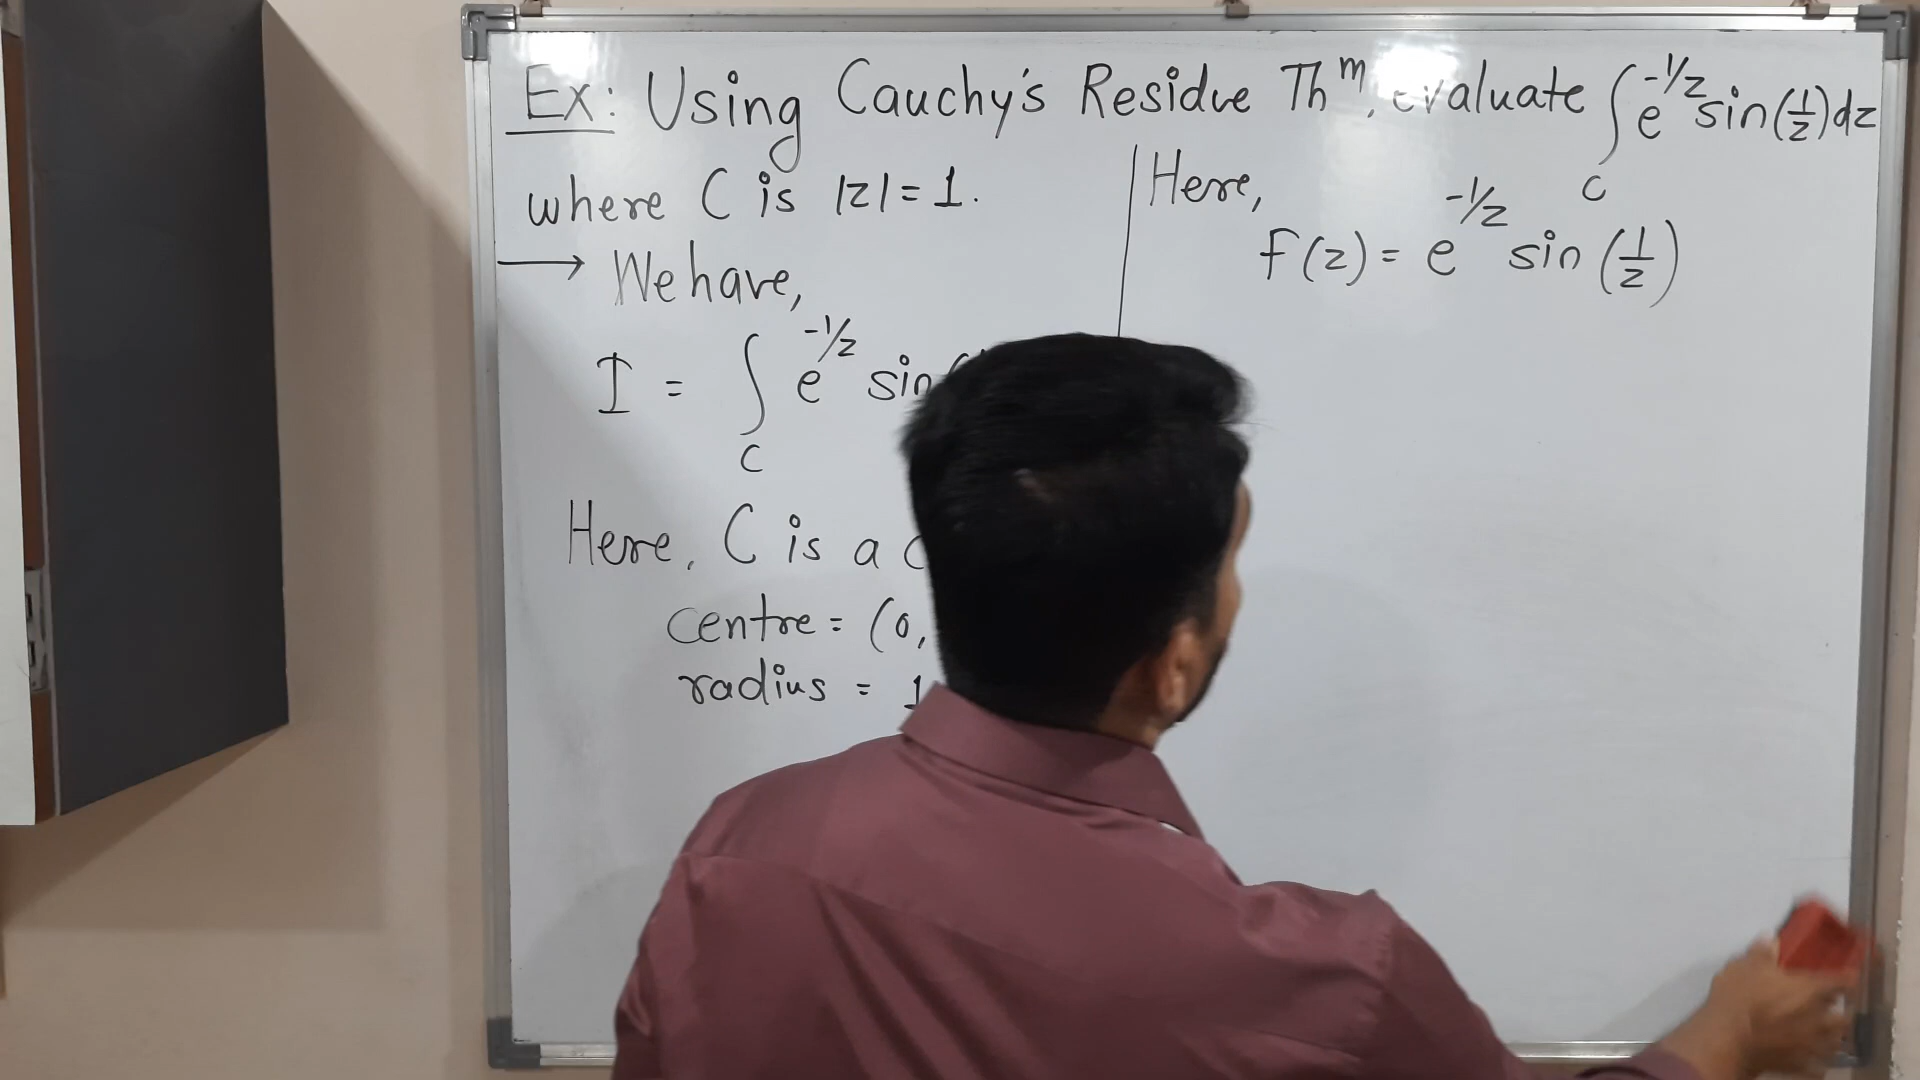 Ex: Using Cauchy's Residue Thᵐ, evaluate ∫ e^(-1/z) sin(1/z) dz
C
where C is |z| = 1.
→ We have,
I = ∫ e^(-1/z) sin(
C
Here, C is a
centre = (0,
radius = 1
Here,
f(z) = e^(-1/z) sin(1/z)